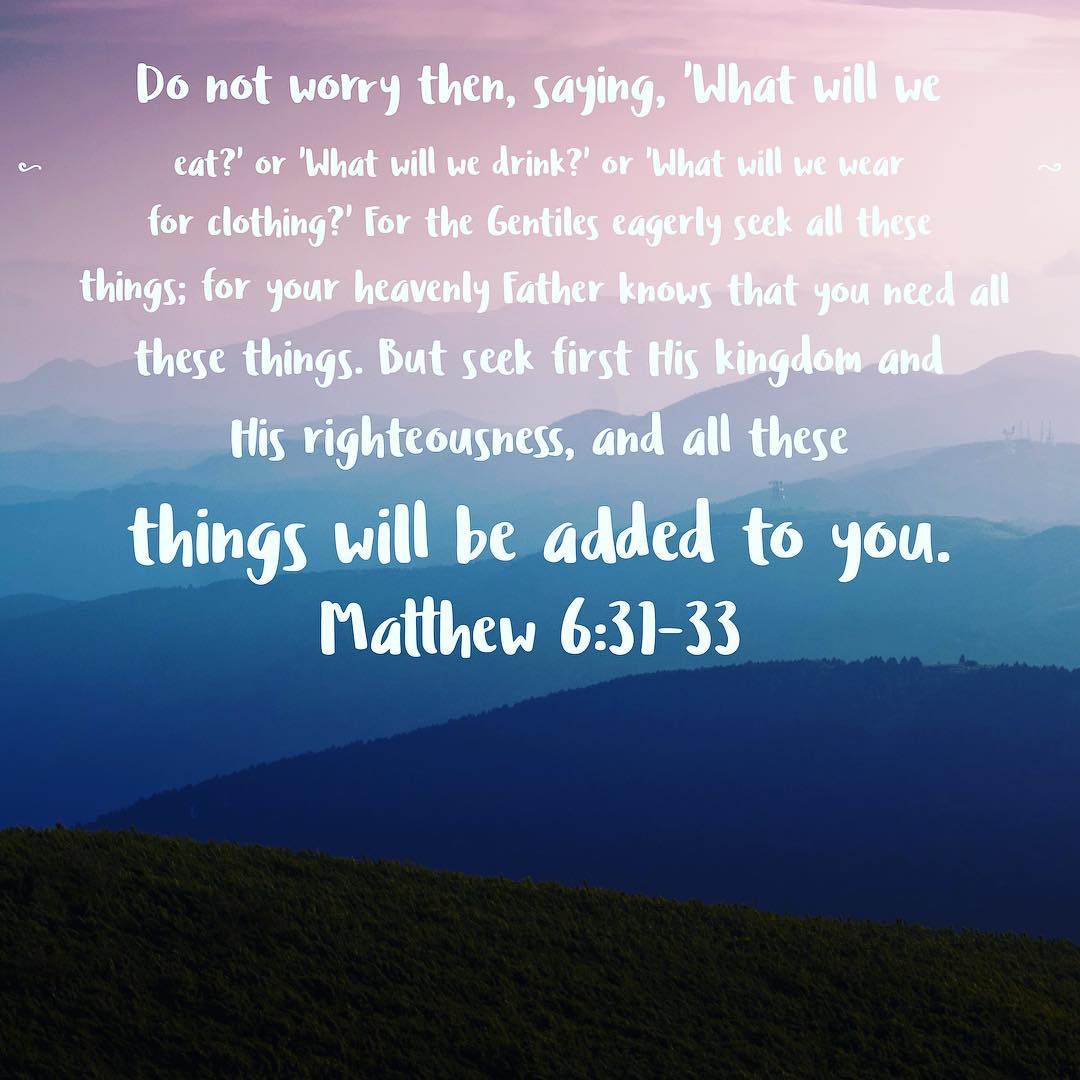 Do not worry then, saying, 'What will we
eat?' or 'What will we drink?' or 'What will we wear
for clothing?' For the Gentiles eagerly seek all these
things; for your heavenly Father knows that you need all
these things. But seek first His kingdom and
His righteousness, and all these
things will be added to you.
Matthew 6:31-33